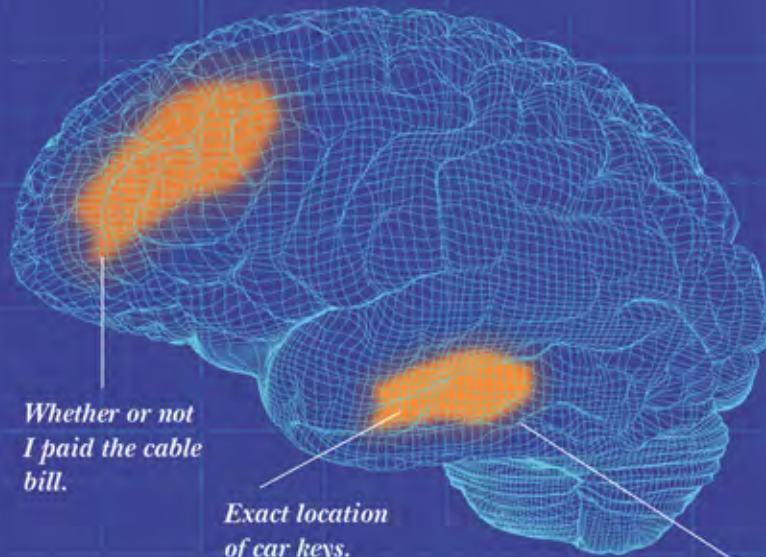 Whether or not
I paid the cable
bill.
Exact location
of car keys.